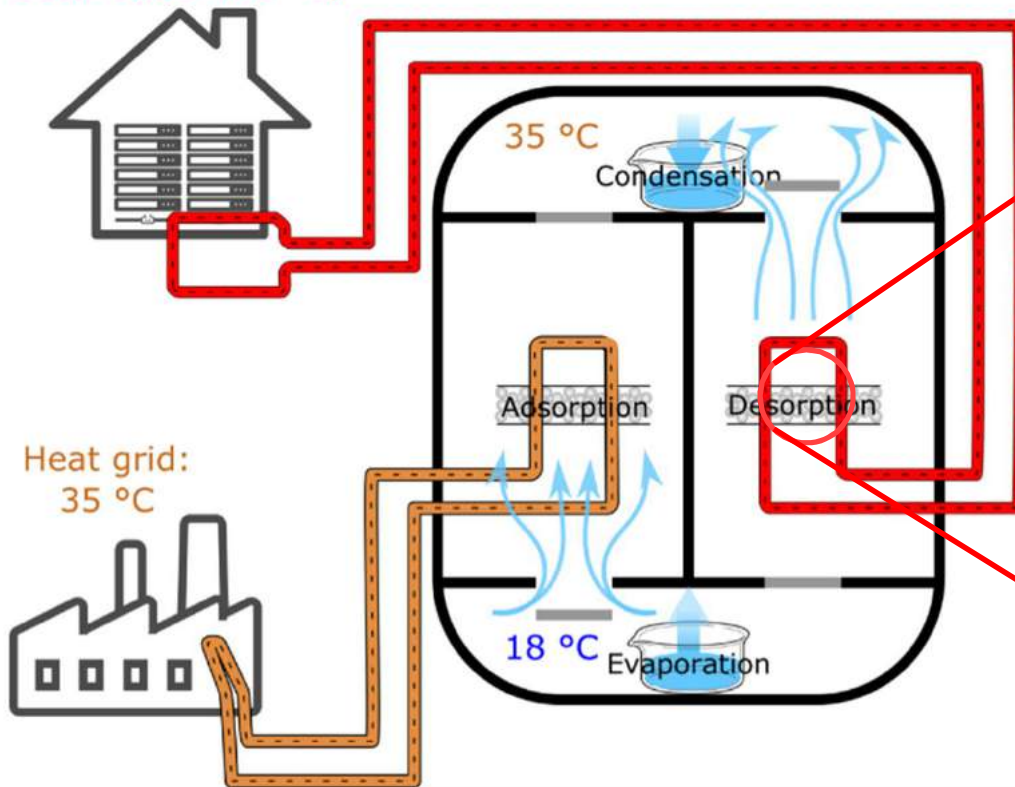 35 °C
Condensation
Adsorption
Desorption
Heat grid:
35 °C
18 °C
Evaporation